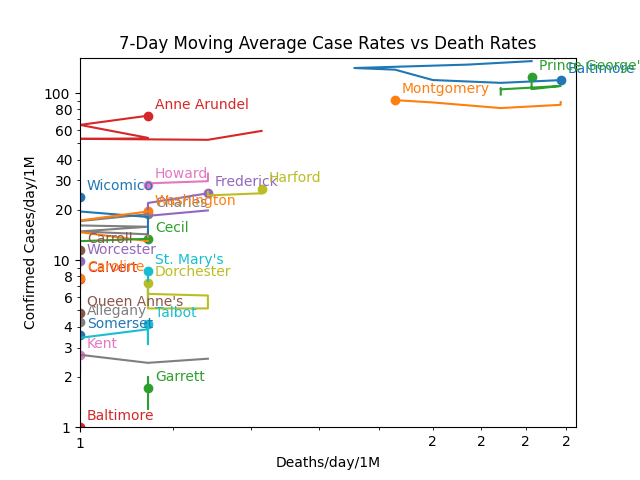 7-Day Moving Average Case Rates vs Death Rates
Prince George'
Baltimore
Montgomery
100
80
Anne Arundel
60
40
Howard
Frederick
Harford
30
Wicomico
Washington
20
Cecil
Carroll
Worcester
St. Mary's
10
Calvert
Caroline
Dorchester
8
6
Queen Anne's
Allegany
Talbot
4
Somerset
3
Kent
2
Garrett
Baltimore
1
1
2
2
2
2
Deaths/day/1M
Confirmed Cases/day/1M